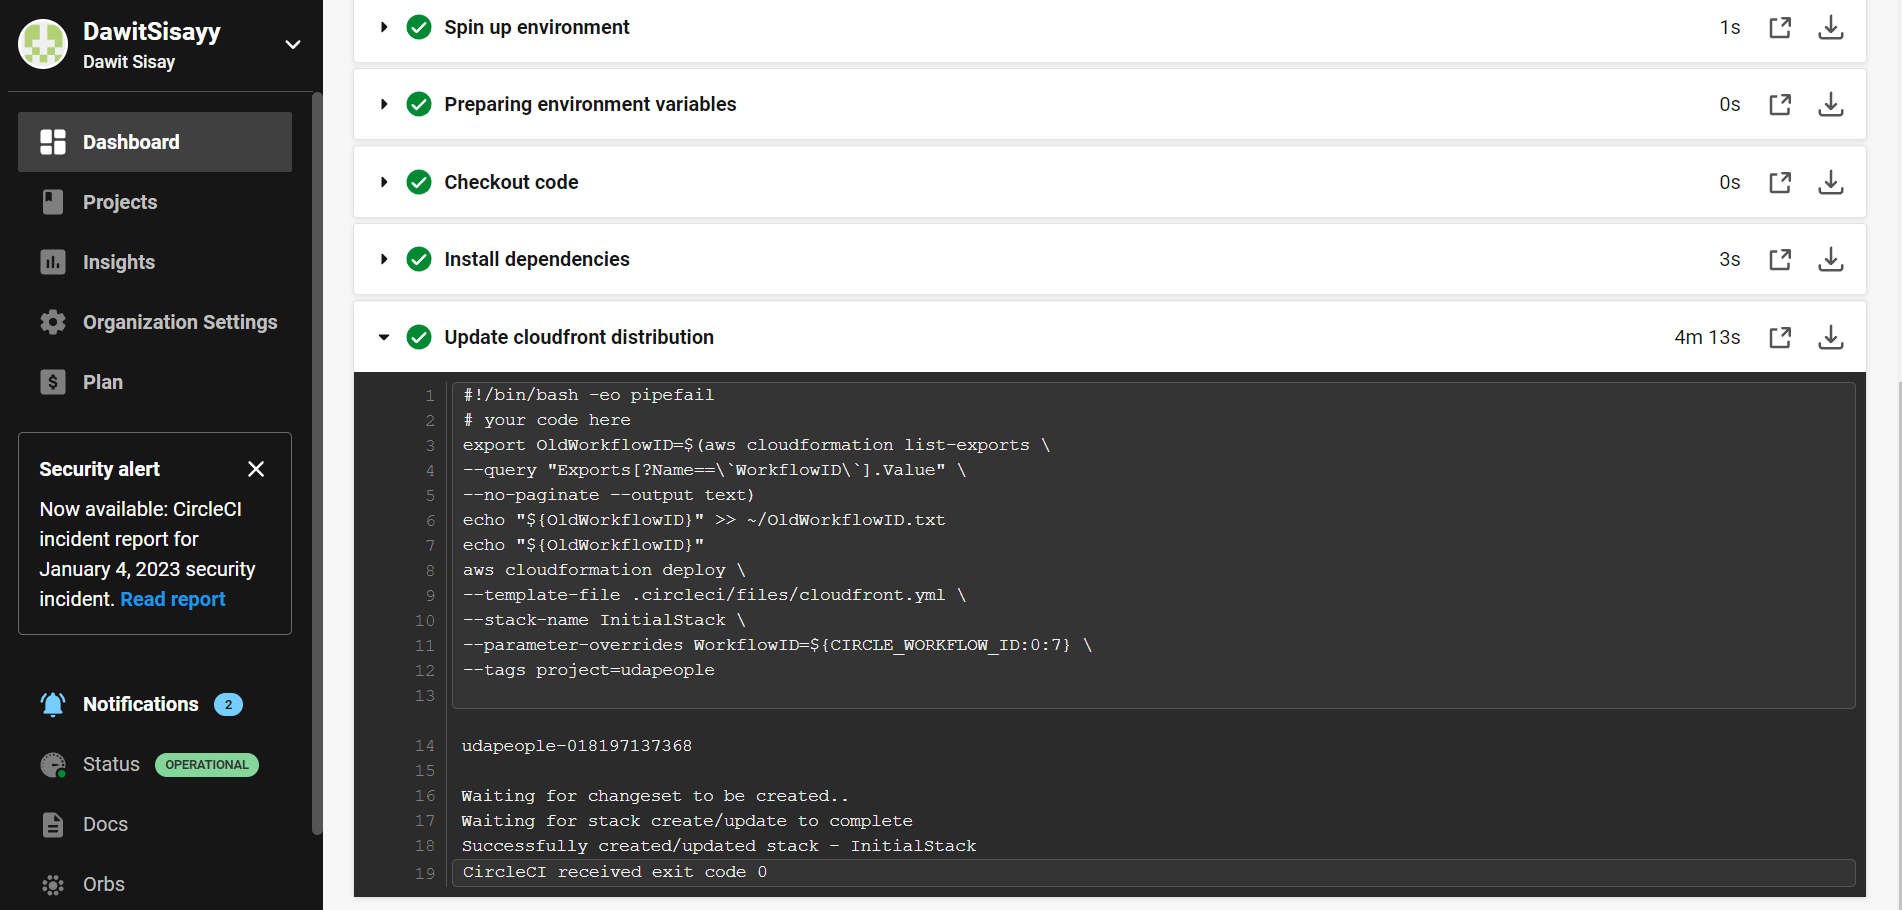 DawitSisayy
Dawit Sisay
Dashboard
Projects
Insights
Organization Settings
Plan
Security alert
Now available: CircleCI
incident report for
January 4, 2023 security
incident. Read report
Notifications 2
Status OPERATIONAL
Docs
Orbs
Spin up environment 1s
Preparing environment variables 0s
Checkout code 0s
Install dependencies 3s
Update cloudfront distribution 4m 13s
1 #!/bin/bash -eo pipefail
2 # your code here
3 export OldWorkflowID=$(aws cloudformation list-exports \
4 --query "Exports[?Name==\`WorkflowID\`].Value" \
5 --no-paginate --output text)
6 echo "${OldWorkflowID}" >> ~/OldWorkflowID.txt
7 echo "${OldWorkflowID}"
8 aws cloudformation deploy \
9 --template-file .circleci/files/cloudfront.yml \
10 --stack-name InitialStack \
11 --parameter-overrides WorkflowID=${CIRCLE_WORKFLOW_ID:0:7} \
12 --tags project=udapeople
13
14 udapeople-018197137368
15
16 Waiting for changeset to be created..
17 Waiting for stack create/update to complete
18 Successfully created/updated stack - InitialStack
19 CircleCI received exit code 0